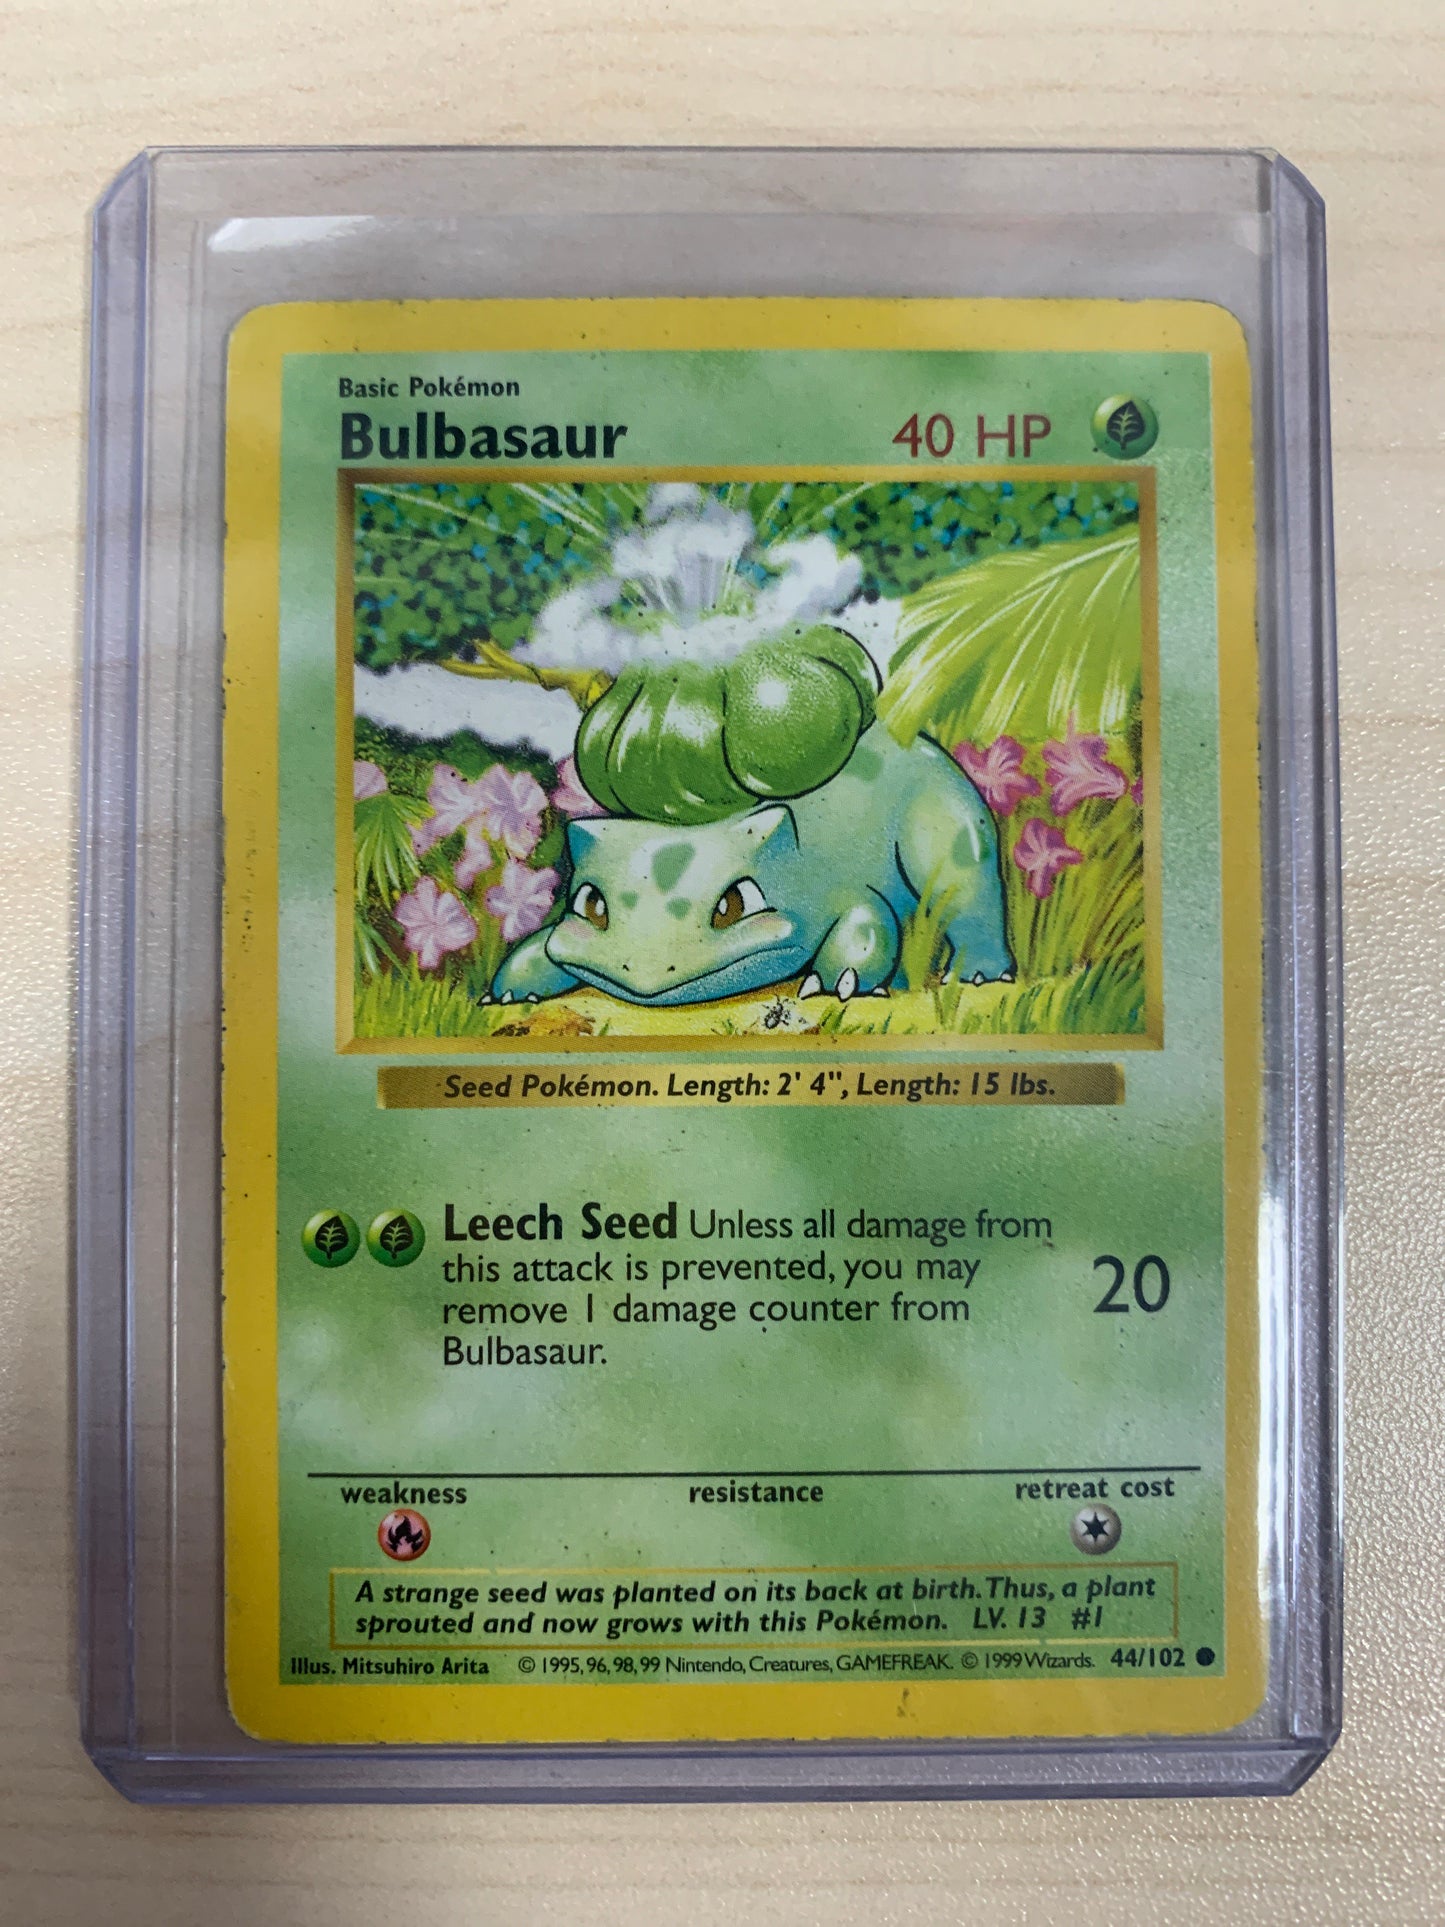 Basic Pokémon
Bulbasaur 40 HP
Seed Pokémon. Length: 2' 4", Length: 15 lbs.
Leech Seed Unless all damage from
this attack is prevented, you may
remove 1 damage counter from
Bulbasaur.
20
weakness resistance retreat cost
A strange seed was planted on its back at birth. Thus, a plant
sprouted and now grows with this Pokémon. LV. 13 #1
Illus. Mitsuhiro Arita © 1995, 96, 98, 99 Nintendo, Creatures, GAMEFREAK. © 1999 Wizards. 44/102